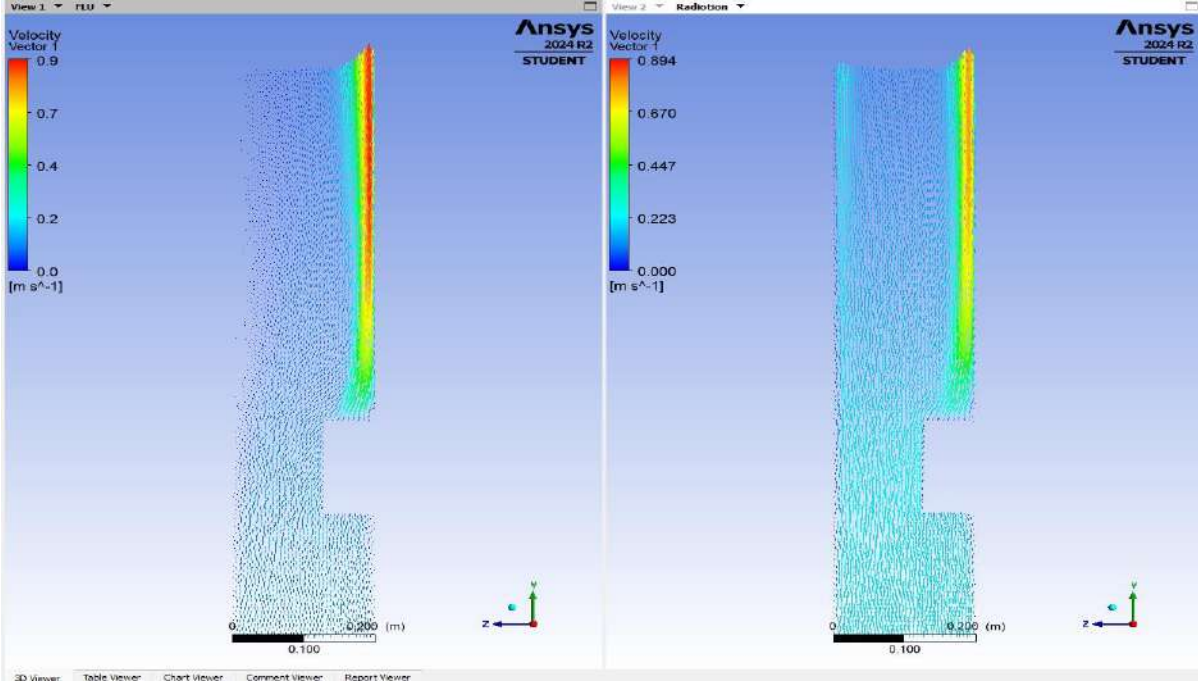 View 1 FLU
Ansys
2024 R2
STUDENT
Velocity
Vector 1
0.9
0.7
0.4
0.2
0.0
[m s^-1]
Y
Z
0 0.200 (m)
0.100
View 2 Radiotion
Ansys
2024 R2
STUDENT
Velocity
Vector 1
0.894
0.670
0.447
0.223
0.000
[m s^-1]
Y
Z
0 0.200 (m)
0.100
3D Viewer Table Viewer Chart Viewer Comment Viewer Report Viewer